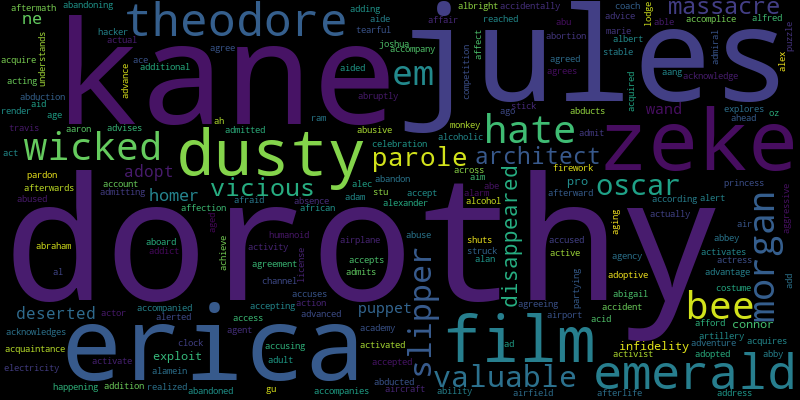 aftermath abandoning theodore adding albright accidentally abu coach massacre
ne hacker aide affair reached able accomplice alfred lodge
acquire understands actual agree tearful joshua accompany affect abortion advice marie admiral puzzle
kane jules
acting additional ace aided em competition agreed albert stable alex
render aid advance abruptly agrees aang acknowledge
abduction age ah ram ago stick abducts acquired explores ahead oz
travis aaron advises admitted abusive alcoholic monkey hate admit wand zeke
act wicked dusty celebration parole architect
pardon adopt abandon across firework
afterwards account homer vicious alec stu accept aim abe pro oscar according alert princess
abused admitting affection afraid absence adam alexander alcohol alarm disappeared afterward actually aggressive
abraham african aged aging air
dorothy
aboard addict achieve humanoid airplane abuse shuts accused agency abbey morgan
al activity accepts admits struck alan active adoptive activates actress
agreement license channel slipper partying abigail advantage add
deserted accompanied accuses puppet agreeing accident bee costume
actor alerted accepting advanced airport acid afford connor artillery
acknowledges access agent academy film activist adventure acquires
erica
acquaintance clock accusing activated ad infidelity adopted abby
electricity activate exploit adult accepted valuable emerald
alamein abducted aircraft
happening addition realized abandoned gu accompanies ability airfield afterlife address